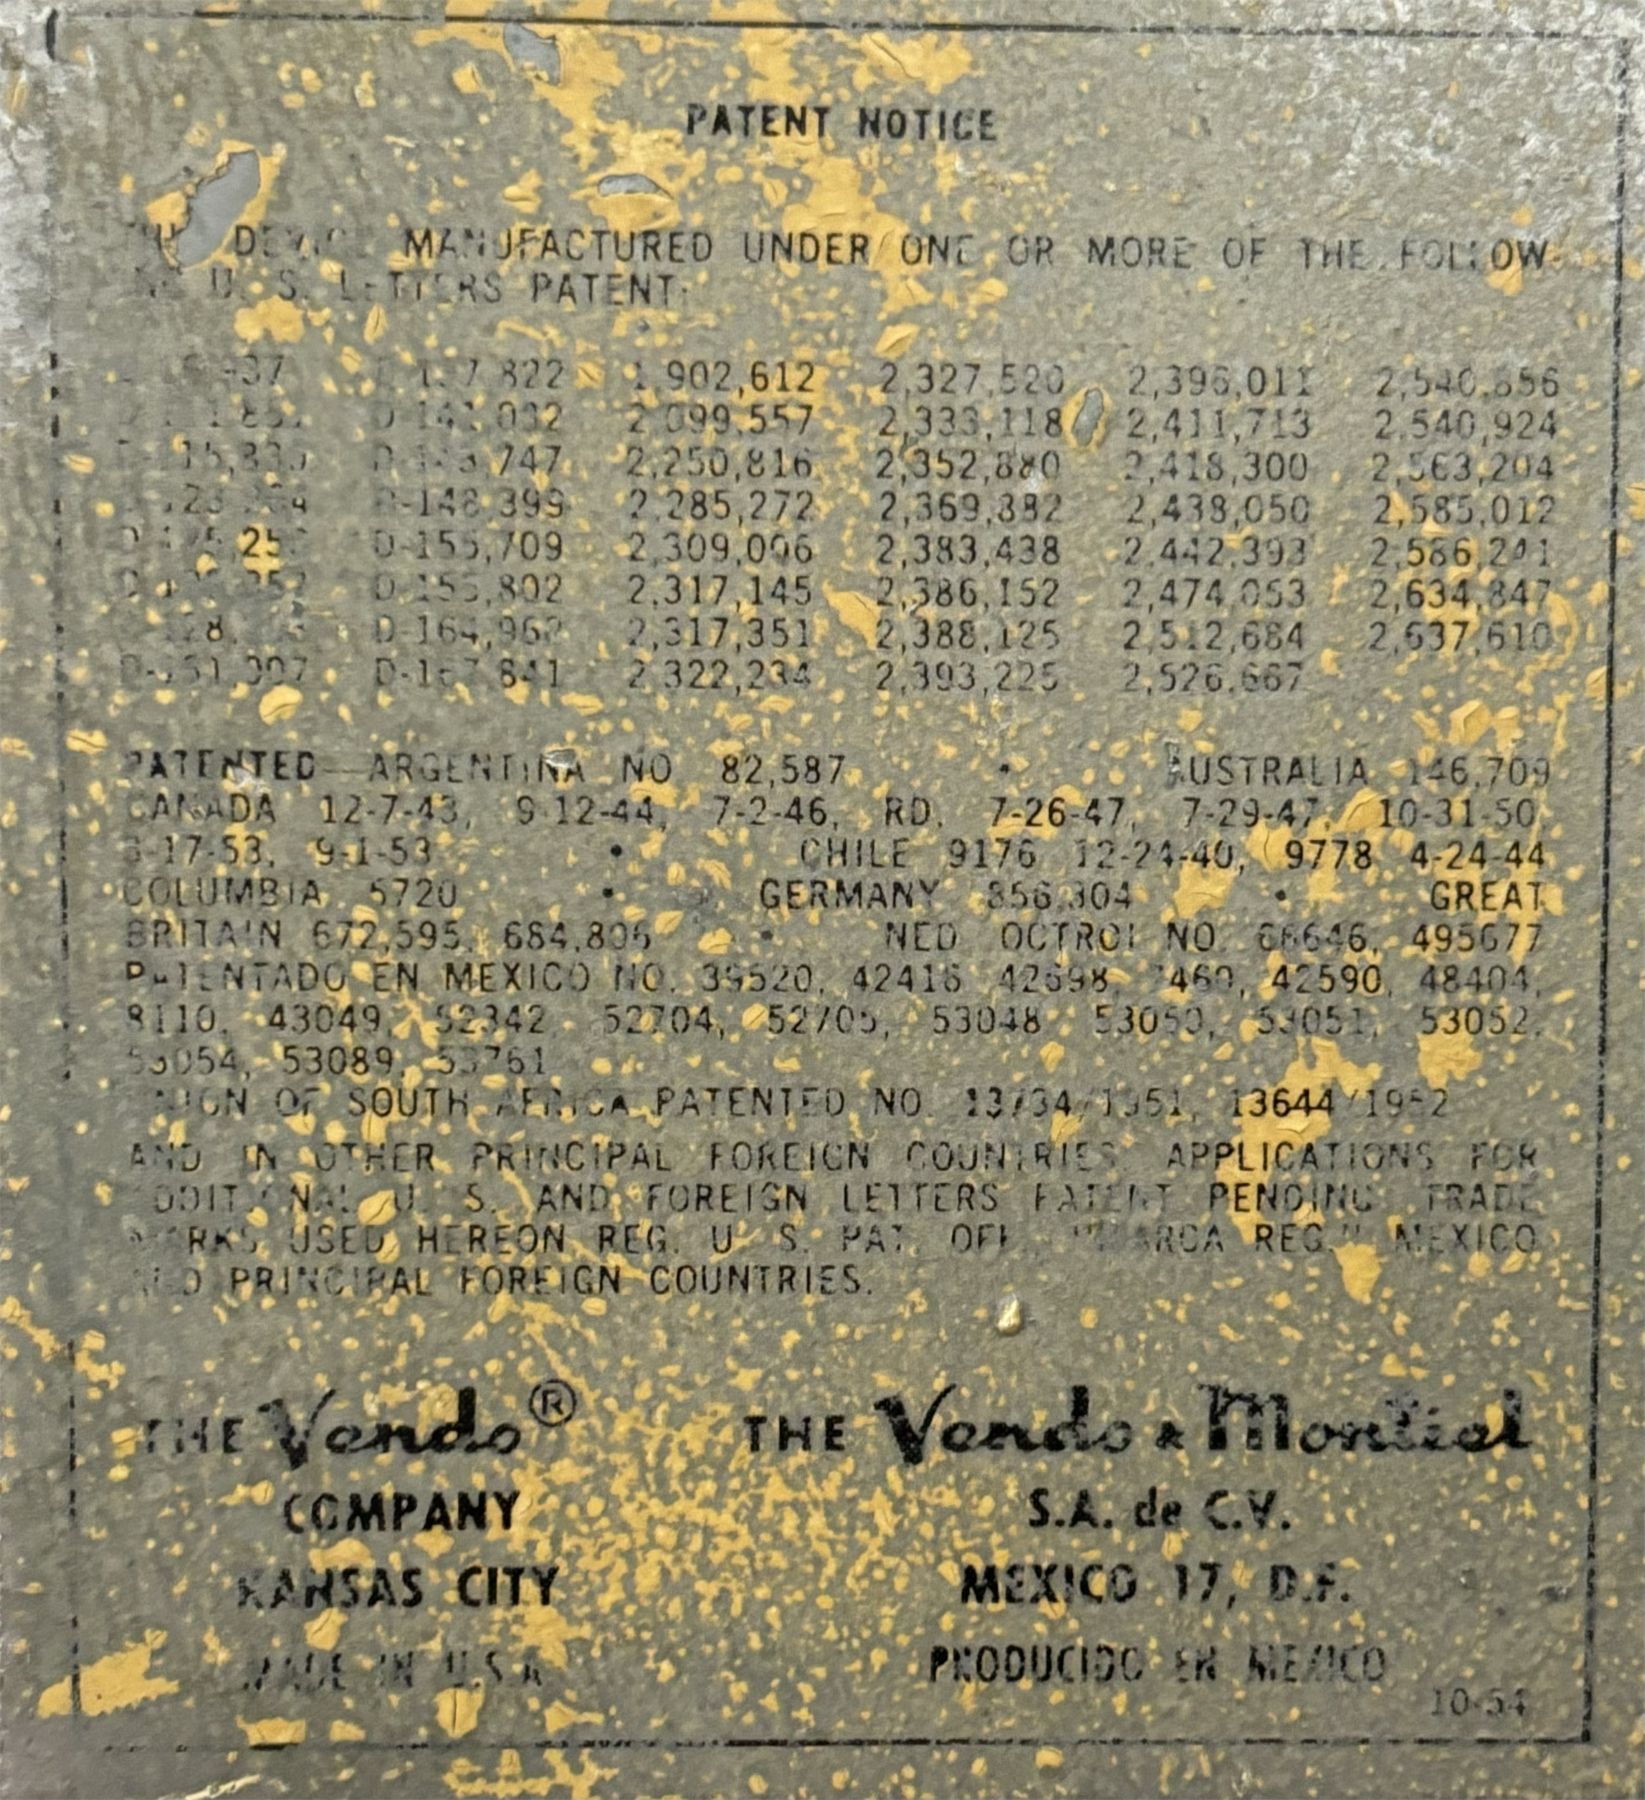 PATENT NOTICE
MANUFACTURED UNDER ONE OR MORE OF THE FOLLOW-
U. S. LETTERS PATENT:
1,902,612 2,327,520 2,396,011
2,099,557 2,333,118 2,411,713 2,540,924
2,250,816 2,352,880 2,418,300 2,563,204
D-148,399 2,285,272 2,369,382 2,438,050 2,585,012
D-155,709 2,309,006 2,383,438 2,442,393 2,586,241
D-155,802 2,317,145 2,386,152 2,474,053 2,634,847
2,317,351 2,388,125 2,512,684 2,637,610
2,322,234 2,393,225 2,526,667
PATENTED—ARGENTINA NO 82,587 • AUSTRALIA 146,709
CANADA 12-7-43, 9-12-44, 7-2-46, RD. 7-26-47, 7-29-47, 10-31-50,
9-1-53 • CHILE 9176 12-24-40, 9778 4-24-44
COLUMBIA 5720 • GERMANY 856,304 • GREAT
BRITAIN 672,595, 684,806 • NED OCTROI NO. 495677
PATENTADO EN MEXICO NO. 42416 42698, 42590, 48404,
43049, 52342 52704, 52705, 53048 53050, 53051, 53052,
53054, 53089,
UNION OF SOUTH AFRICA PATENTED NO. 13734/1951, 13644/1952
AND IN OTHER PRINCIPAL FOREIGN COUNTRIES APPLICATIONS FOR
ADDITIONAL U. S. AND FOREIGN LETTERS PATENT PENDING TRADE
MARKS USED HEREON REG. U. S. PAT. OFF. "MARCA REG." MEXICO
AND PRINCIPAL FOREIGN COUNTRIES.
THE Vendo® THE Vendo & Montiel
COMPANY S.A. de C.V.
KANSAS CITY MEXICO 17, D.F.
MADE IN U.S.A PRODUCIDO EN MEXICO
10-54